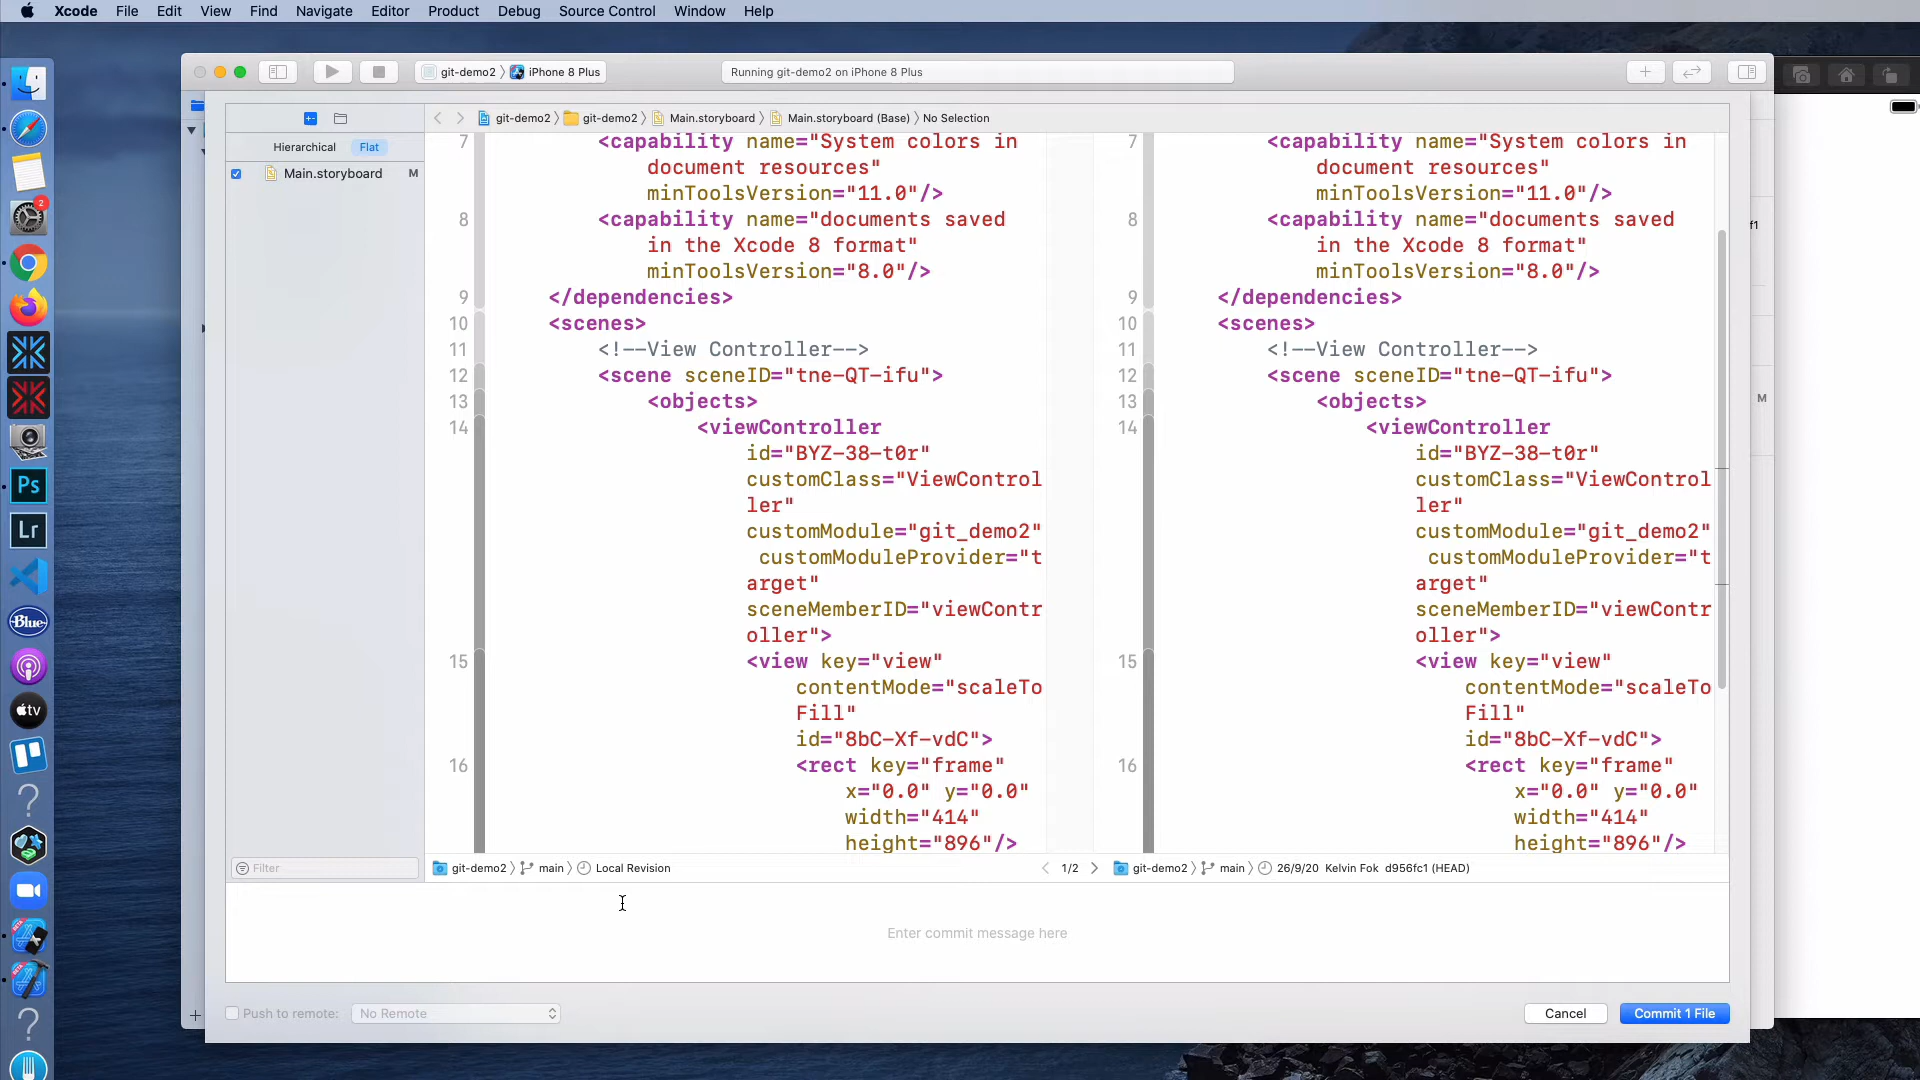 Xcode File Edit View Find Navigate Editor Product Debug Source Control Window Help
git-demo2 iPhone 8 Plus
Running git-demo2 on iPhone 8 Plus
git-demo2 git-demo2 Main.storyboard Main.storyboard (Base) No Selection
Hierarchical Flat
Main.storyboard M
7 <capability name="System colors in
document resources"
minToolsVersion="11.0"/>
8 <capability name="documents saved
in the Xcode 8 format"
minToolsVersion="8.0"/>
9 </dependencies>
10 <scenes>
11 <!--View Controller-->
12 <scene sceneID="tne-QT-ifu">
13 <objects>
14 <viewController
id="BYZ-38-t0r"
customClass="ViewControl
ler"
customModule="git_demo2"
customModuleProvider="t
arget"
sceneMemberID="viewContr
oller">
15 <view key="view"
contentMode="scaleTo
Fill"
id="8bC-Xf-vdC">
16 <rect key="frame"
x="0.0" y="0.0"
width="414"
height="896"/>
7 <capability name="System colors in
document resources"
minToolsVersion="11.0"/>
8 <capability name="documents saved
in the Xcode 8 format"
minToolsVersion="8.0"/>
9 </dependencies>
10 <scenes>
11 <!--View Controller-->
12 <scene sceneID="tne-QT-ifu">
13 <objects>
14 <viewController
id="BYZ-38-t0r"
customClass="ViewControl
ler"
customModule="git_demo2"
customModuleProvider="t
arget"
sceneMemberID="viewContr
oller">
15 <view key="view"
contentMode="scaleTo
Fill"
id="8bC-Xf-vdC">
16 <rect key="frame"
x="0.0" y="0.0"
width="414"
height="896"/>
f1
M
2
Ps
Lr
Blue
tv
Filter
git-demo2 main Local Revision
1/2
git-demo2 main 26/9/20 Kelvin Fok d956fc1 (HEAD)
Enter commit message here
Push to remote: No Remote
Cancel Commit 1 File